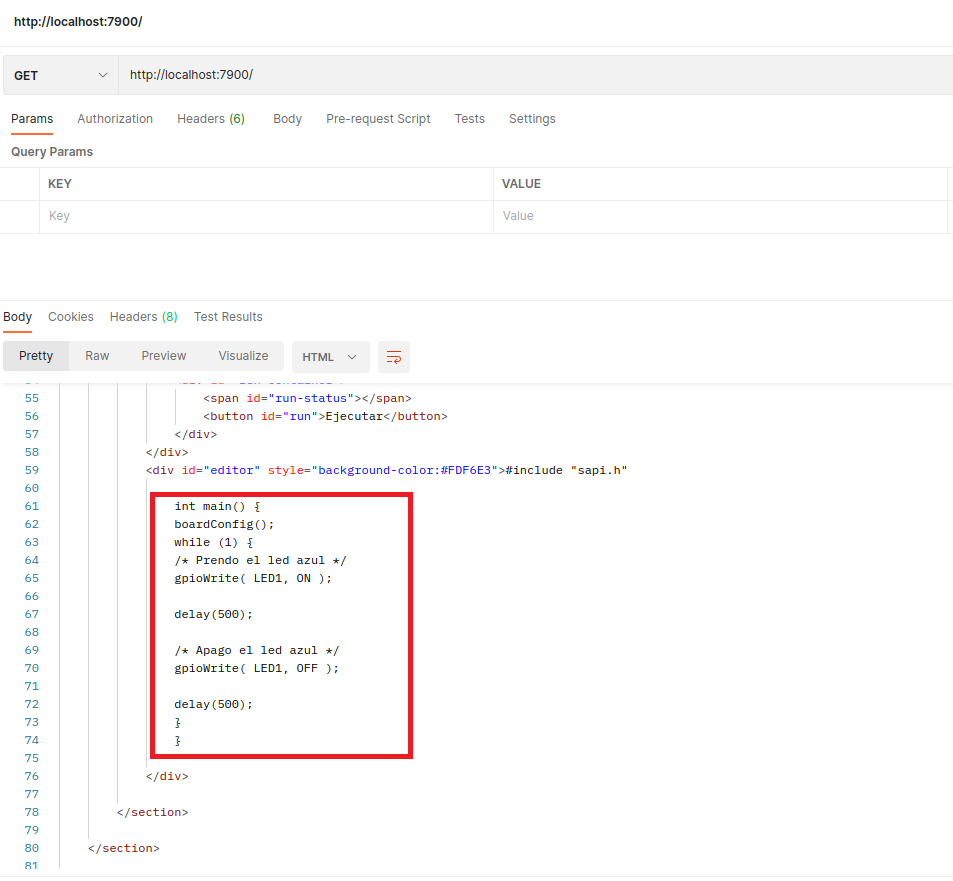 http://localhost:7900/
GET http://localhost:7900/
Params Authorization Headers (6) Body Pre-request Script Tests Settings
Query Params
KEY VALUE
Key Value
Body Cookies Headers (8) Test Results
Pretty Raw Preview Visualize HTML
55 <span id="run-status"></span>
56 <button id="run">Ejecutar</button>
57 </div>
58 </div>
59 <div id="editor" style="background-color:#FDF6E3">#include "sapi.h"
60
61 int main() {
62 boardConfig();
63 while (1) {
64 /* Prendo el led azul */
65 gpioWrite( LED1, ON );
66
67 delay(500);
68
69 /* Apago el led azul */
70 gpioWrite( LED1, OFF );
71
72 delay(500);
73 }
74 }
75
76 </div>
77
78 </section>
79
80 </section>
81